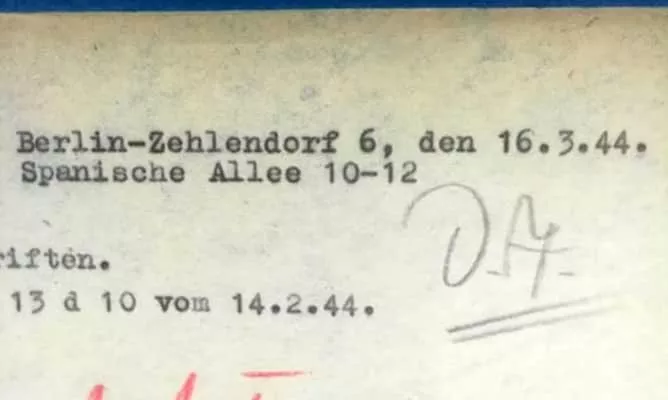 Berlin-Zehlendorf 6, den 16.3.44.
Spanische Allee 10-12
riften.
13 d 10 vom 14.2.44.